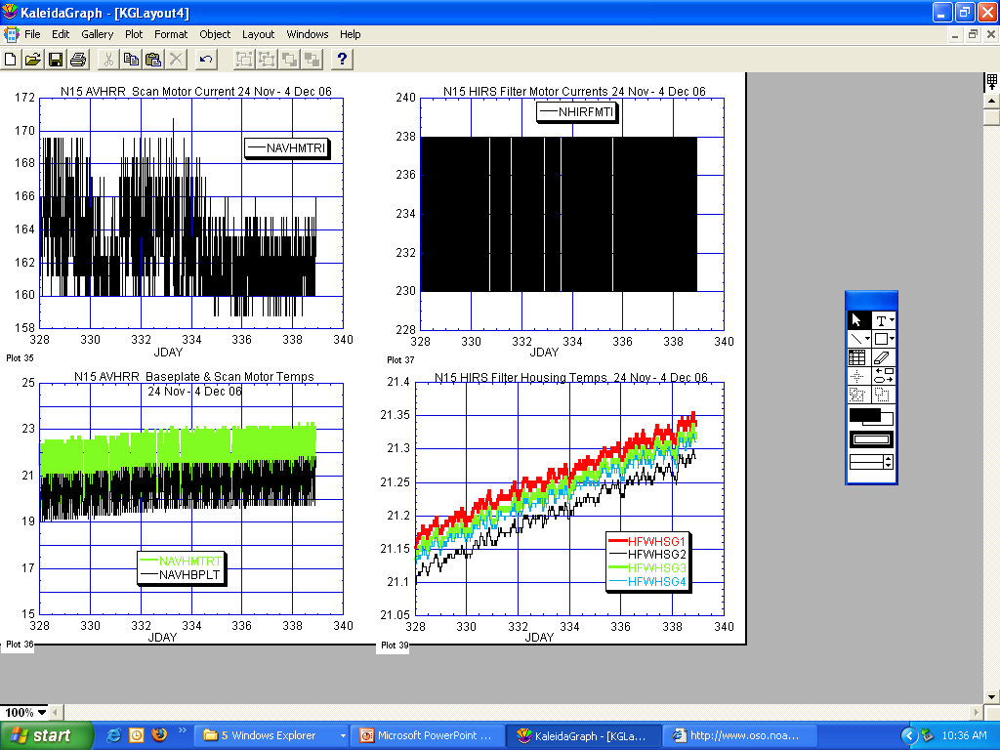 KaleidaGraph - [KGLayout4]
File Edit Gallery Plot Format Object Layout Windows Help
N15 AVHRR Scan Motor Current 24 Nov - 4 Dec 06
172
170
168
166
164
162
160
158
NAVHMTRI
328 330 332 334 336 338 340
JDAY
Plot 35
N15 HIRS Filter Motor Currents 24 Nov - 4 Dec 06
240
238
236
234
232
230
228
NHIRFMTI
328 330 332 334 336 338 340
JDAY
Plot 37
N15 AVHRR Baseplate & Scan Motor Temps
24 Nov - 4 Dec 06
25
23
21
19
17
15
NAVHMTRT
NAVHBPLT
328 330 332 334 336 338 340
JDAY
Plot 36
N15 HIRS Filter Housing Temps 24 Nov - 4 Dec 06
21.4
21.35
21.3
21.25
21.2
21.15
21.1
21.05
HFWHSG1
HFWHSG2
HFWHSG3
HFWHSG4
328 330 332 334 336 338 340
JDAY
Plot 39
T
100%
start
5 Windows Explorer
Microsoft PowerPoint ...
KaleidaGraph - [KGLa...
http://www.oso.noa...
10:36 AM